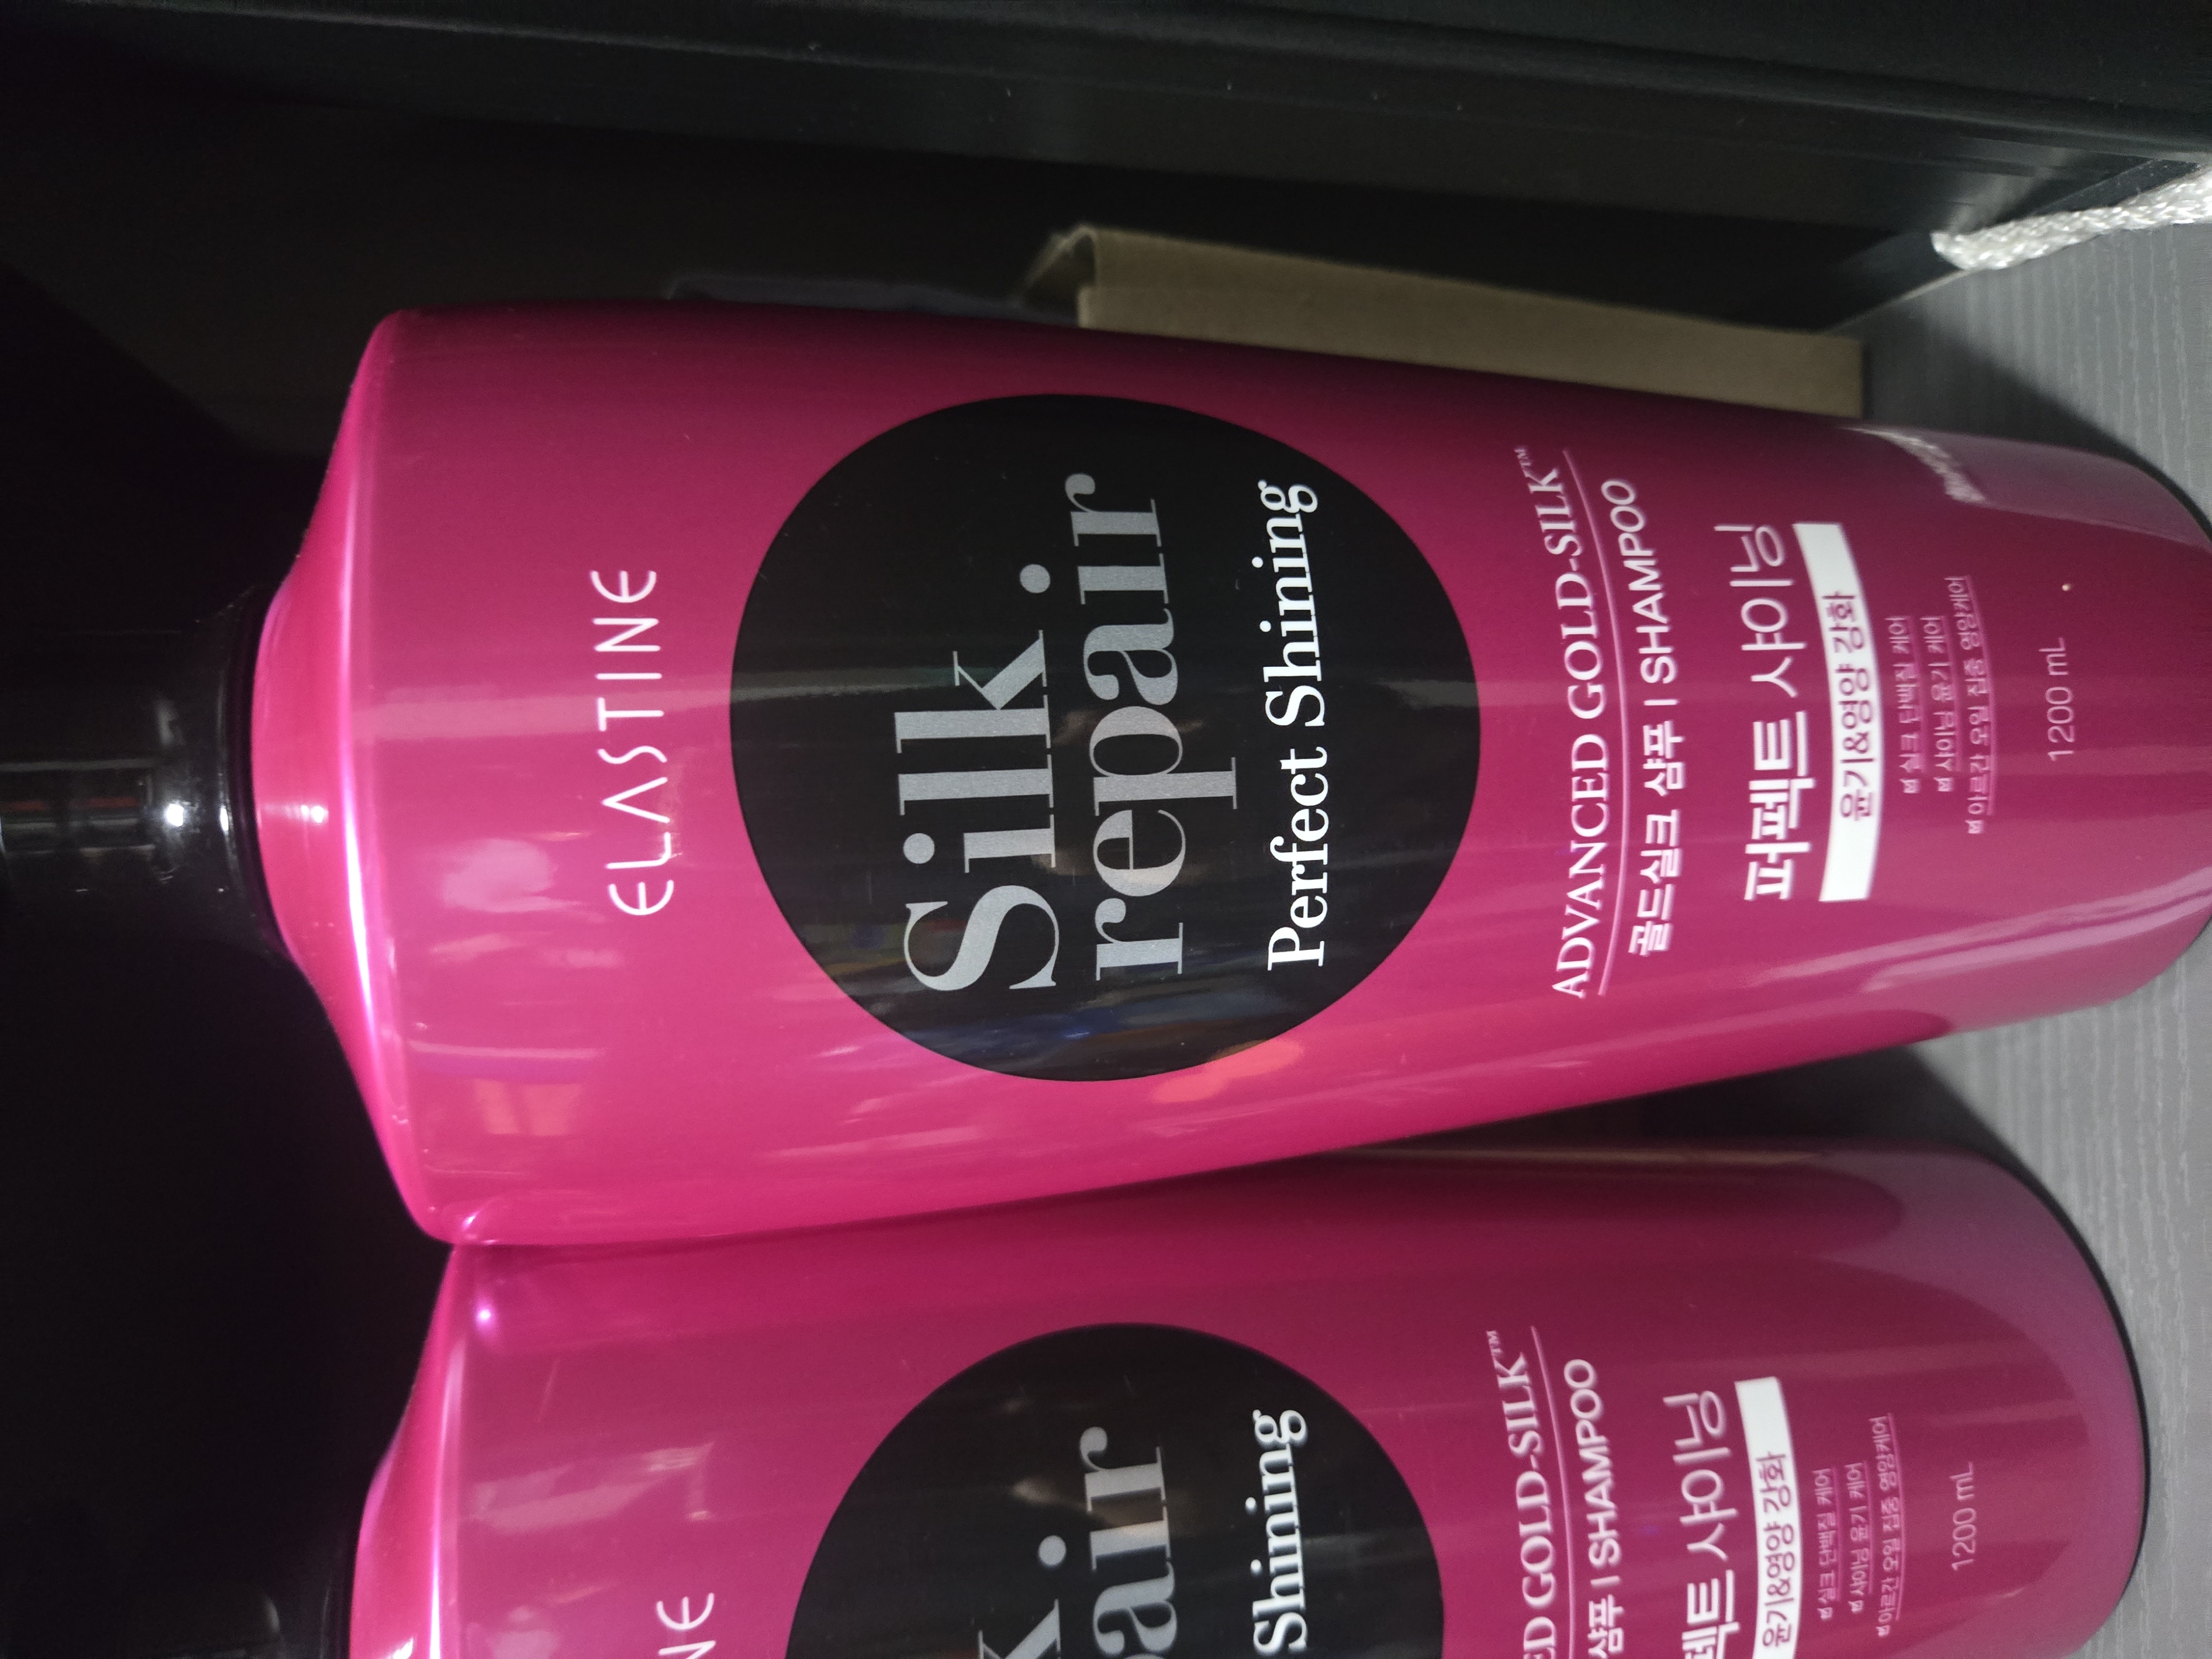 ELASTINE
Silk
repair
Perfect Shining
ADVANCED GOLD-SILK™
골드실크 샴푸 | SHAMPOO
퍼펙트 샤이닝
윤기&영양 강화
실크 단백질 케어
샤이닝 윤기 케어
아르간 오일 집중 영양케어
1200 mL
NE
k
air
Shining
ED GOLD-SILK™
샴푸 | SHAMPOO
펙트 샤이닝
윤기&영양 강화
실크 단백질 케어
샤이닝 윤기 케어
아르간 오일 집중 영양케어
1200 mL